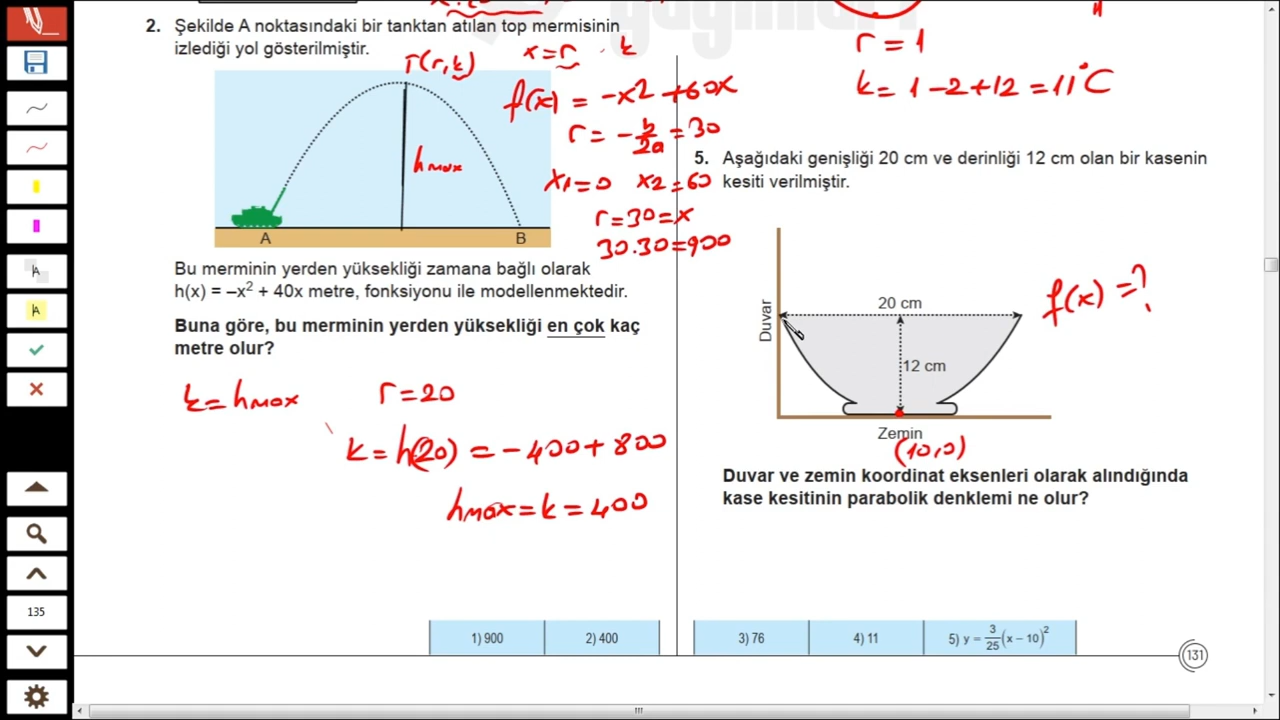 2. Şekilde A noktasındaki bir tanktan atılan top mermisinin
izlediği yol gösterilmiştir.
T(r,k)
x=r
k
f(x) = -x2 +60x
r = - b/2a = 30
x1=0 x2=60
r=30=x
30.30=900
hmax
A
B
Bu merminin yerden yüksekliği zamana bağlı olarak
h(x) = –x² + 40x metre, fonksiyonu ile modellenmektedir.
Buna göre, bu merminin yerden yüksekliği en çok kaç
metre olur?
k=hmax
r=20
k=h(20) = -400+800
hmax=k=400
1) 900
2) 400
r=1
k=1-2+12=11°C
5. Aşağıdaki genişliği 20 cm ve derinliği 12 cm olan bir kasenin
kesiti verilmiştir.
Duvar
20 cm
12 cm
f(x)=?
Zemin
(10,0)
Duvar ve zemin koordinat eksenleri olarak alındığında
kase kesitinin parabolik denklemi ne olur?
3) 76
4) 11
5) y = 3/25 (x – 10)²
131
135